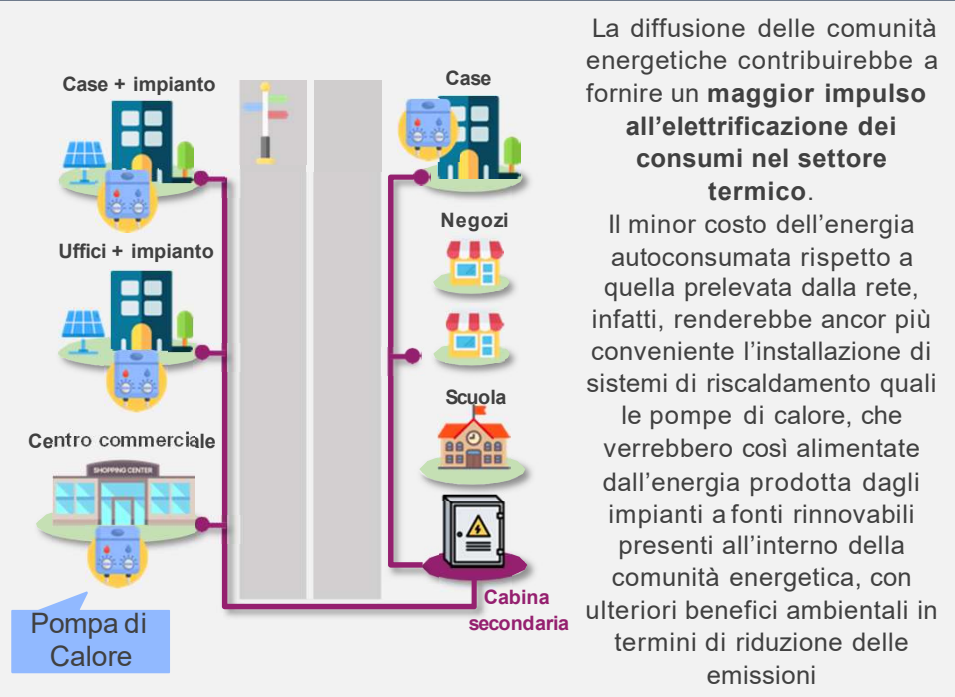 Case + impianto
Uffici + impianto
Centro commerciale
SHOPPING CENTER
Pompa di
Calore
Case
Negozi
Scuola
Cabina
secondaria
La diffusione delle comunità
energetiche contribuirebbe a
fornire un maggior impulso
all’elettrificazione dei
consumi nel settore
termico.
Il minor costo dell’energia
autoconsumata rispetto a
quella prelevata dalla rete,
infatti, renderebbe ancor più
conveniente l’installazione di
sistemi di riscaldamento quali
le pompe di calore, che
verrebbero così alimentate
dall’energia prodotta dagli
impianti a fonti rinnovabili
presenti all’interno della
comunità energetica, con
ulteriori benefici ambientali in
termini di riduzione delle
emissioni